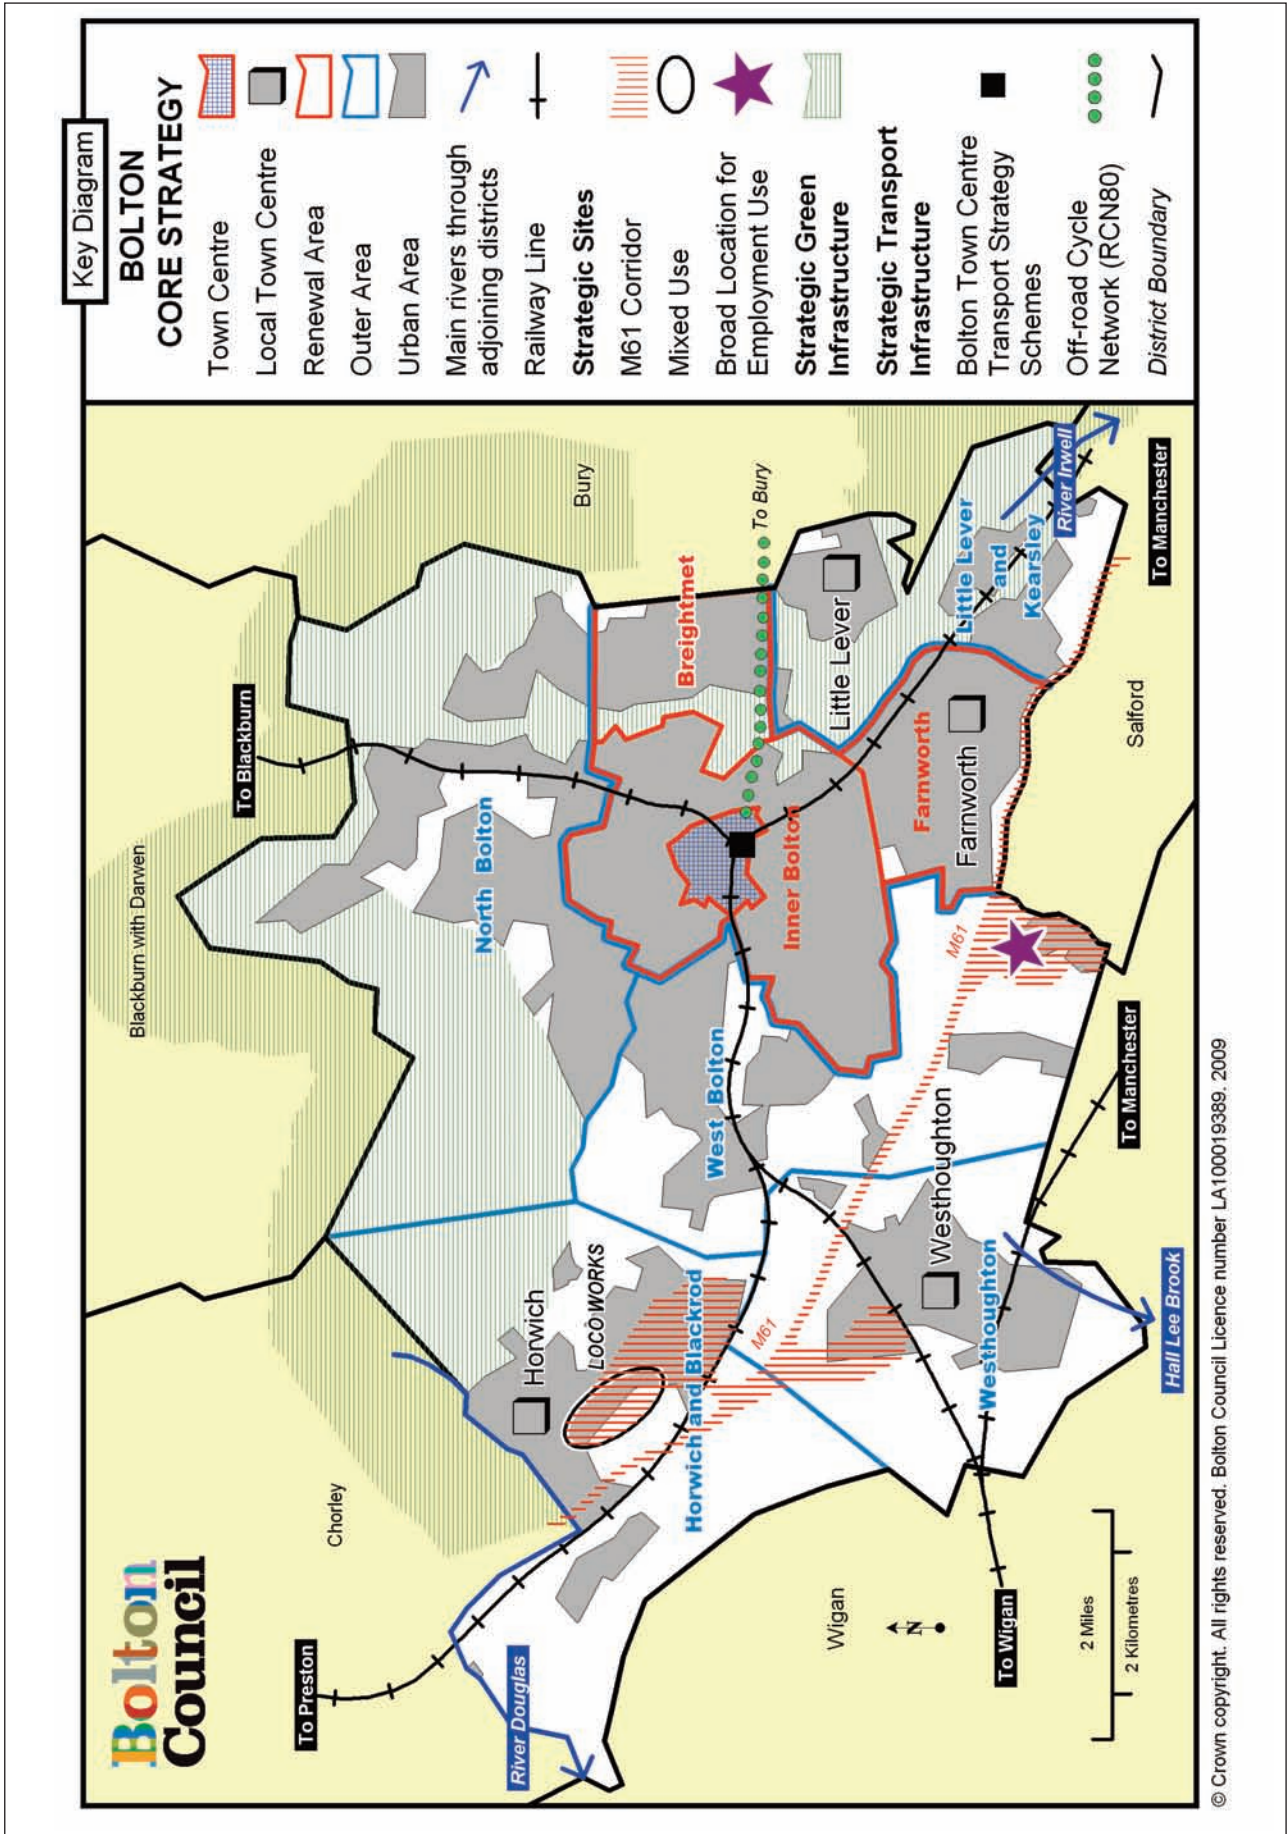 Key Diagram
BOLTON
CORE STRATEGY
Town Centre
Local Town Centre
Renewal Area
Outer Area
Urban Area
Main rivers through
adjoining districts
Railway Line
Strategic Sites
M61 Corridor
Mixed Use
Broad Location for
Employment Use
Strategic Green
Infrastructure
Strategic Transport
Infrastructure
Bolton Town Centre
Transport Strategy
Schemes
Off-road Cycle
Network (RCN80)
District Boundary
Bolton
Council
Chorley
Blackburn with Darwen
To Blackburn
To Preston
River Douglas
Horwich
LOCO WORKS
Horwich and Blackrod
M61
North Bolton
West Bolton
Inner Bolton
Breightmet
Bury
To Bury
Little Lever
Little Lever
and
Kearsley
River Irwell
Farnworth
Farnworth
M61
Westhoughton
Westhoughton
Wigan
N
To Wigan
2 Miles
2 Kilometres
Hall Lee Brook
To Manchester
Salford
To Manchester
© Crown copyright. All rights reserved. Bolton Council Licence number LA100019389. 2009